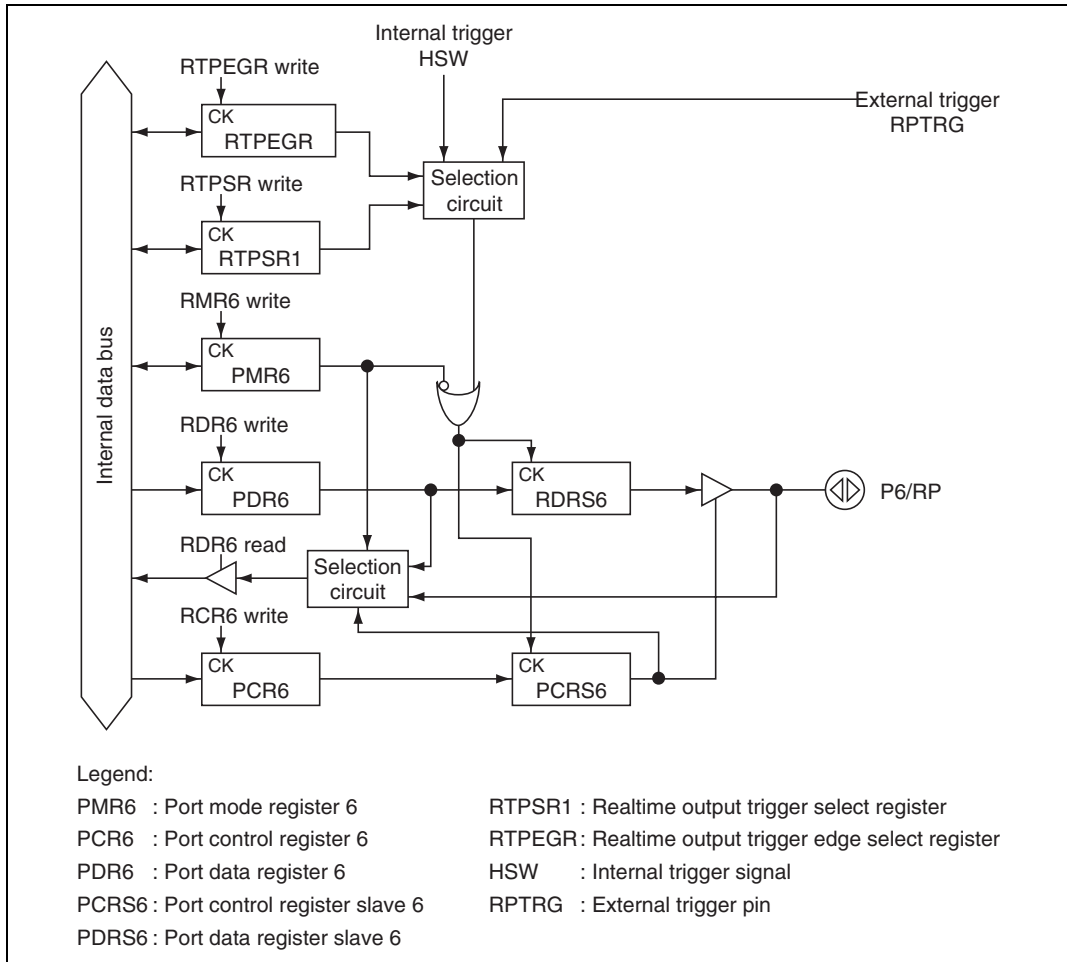 Internal trigger
HSW
RTPEGR write
External trigger
RPTRG
CK
RTPEGR
Selection
circuit
RTPSR write
CK
RTPSR1
RMR6 write
CK
PMR6
Internal data bus
RDR6 write
CK
PDR6
CK
RDRS6
P6/RP
RDR6 read
Selection
circuit
RCR6 write
CK
PCR6
CK
PCRS6
Legend:
PMR6 : Port mode register 6
PCR6 : Port control register 6
PDR6 : Port data register 6
PCRS6 : Port control register slave 6
PDRS6 : Port data register slave 6
RTPSR1 : Realtime output trigger select register
RTPEGR : Realtime output trigger edge select register
HSW : Internal trigger signal
RPTRG : External trigger pin